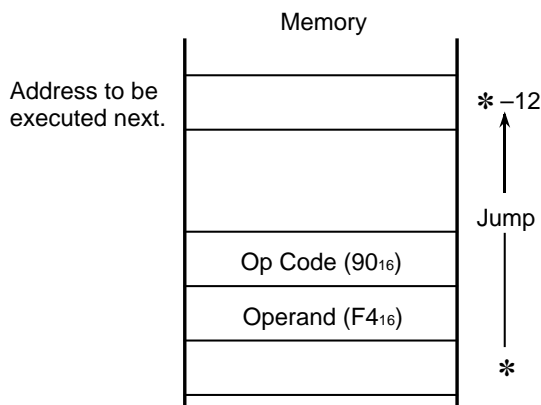 Memory
Address to be
executed next.
✱ –12
Jump
Op Code (90₁₆)
Operand (F4₁₆)
✱